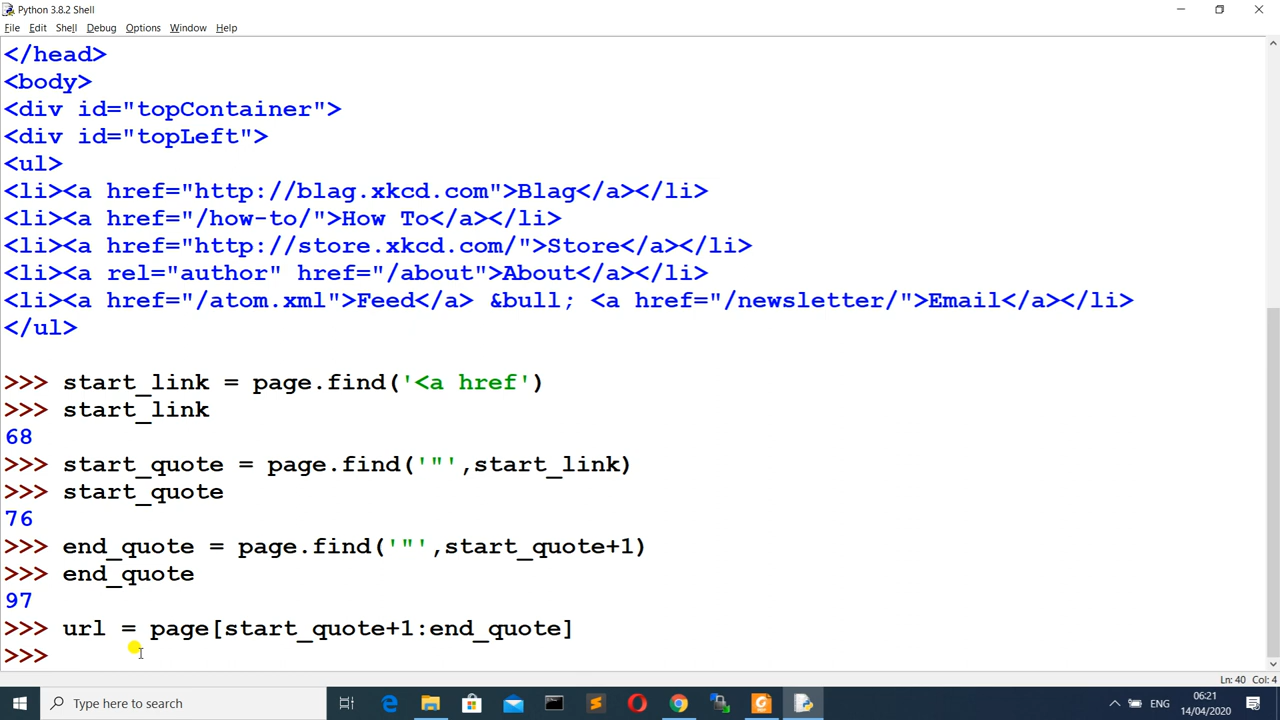 Python 3.8.2 Shell
File Edit Shell Debug Options Window Help
</head>
<body>
<div id="topContainer">
<div id="topLeft">
<ul>
<li><a href="http://blag.xkcd.com">Blag</a></li>
<li><a href="/how-to/">How To</a></li>
<li><a href="http://store.xkcd.com/">Store</a></li>
<li><a rel="author" href="/about">About</a></li>
<li><a href="/atom.xml">Feed</a> &bull; <a href="/newsletter/">Email</a></li>
</ul>
>>> start_link = page.find('<a href')
>>> start_link
68
>>> start_quote = page.find('"',start_link)
>>> start_quote
76
>>> end_quote = page.find('"',start_quote+1)
>>> end_quote
97
>>> url = page[start_quote+1:end_quote]
>>>
Ln: 40 Col: 4
Type here to search
ENG
06:21
14/04/2020